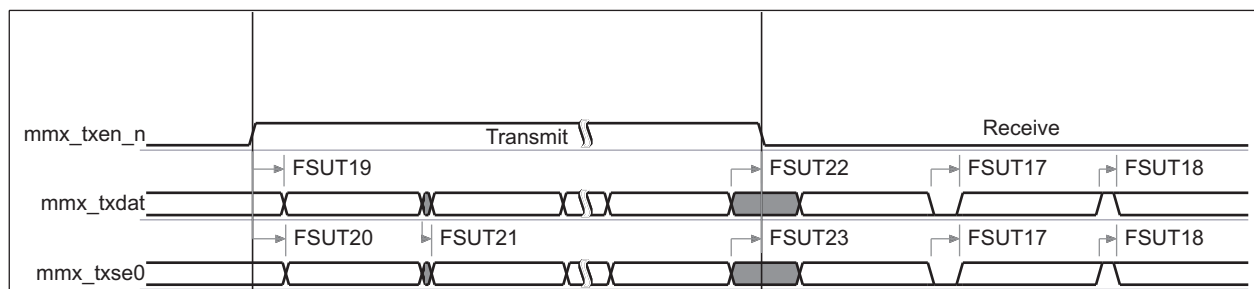 mmx_txen_n
Transmit
Receive
FSUT19 FSUT22 FSUT17 FSUT18
mmx_txdat
FSUT20 FSUT21 FSUT23 FSUT17 FSUT18
mmx_txse0